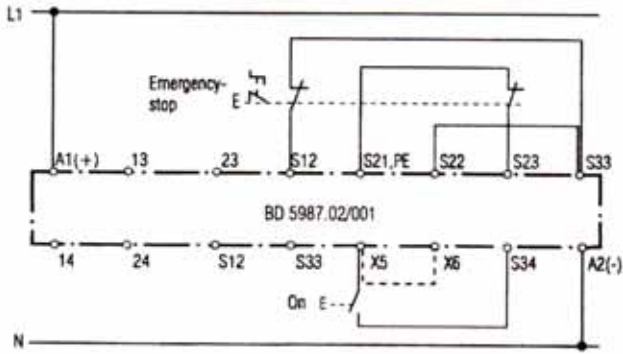 L1
Emergency-
stop
E
A1(+) 13 23 S12 S21,PE S22 S23 S33
BD 5987.02/001
14 24 S12 S33 X5 X6 S34 A2(-)
On E
N